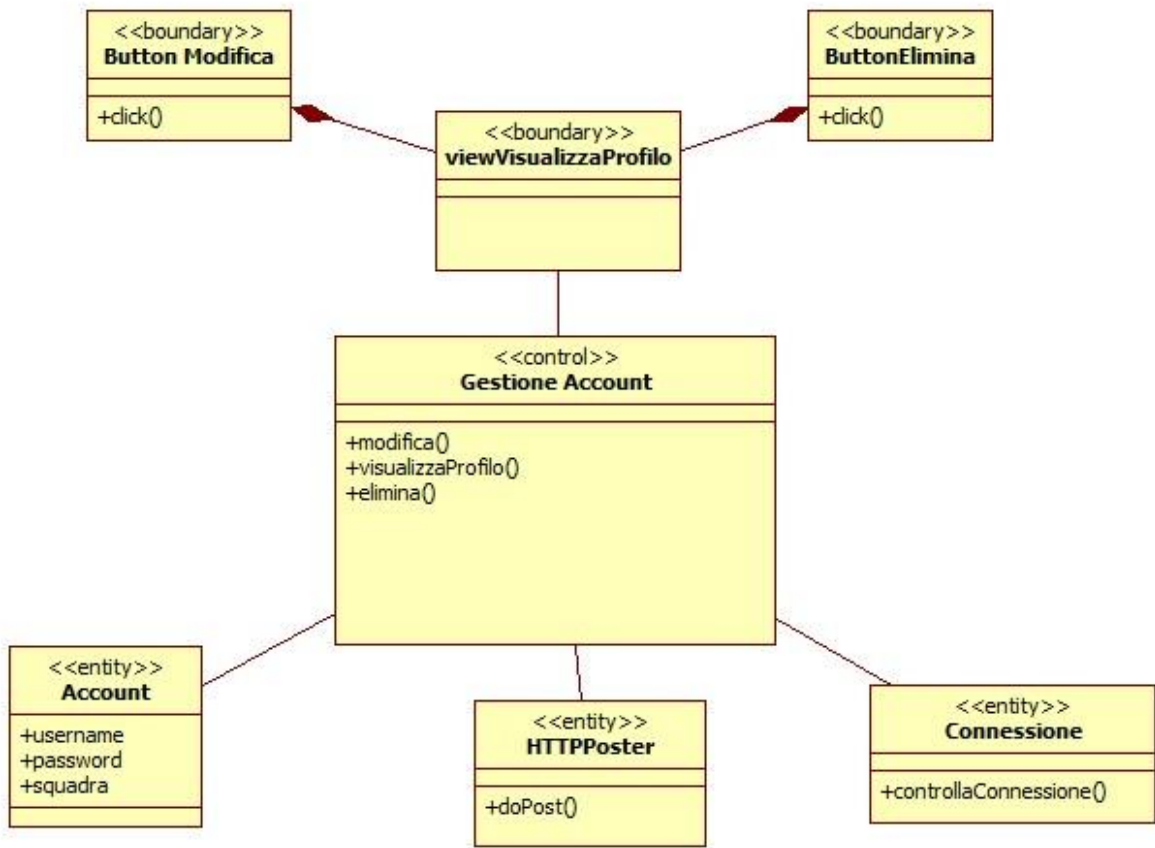 <<boundary>>
Button Modifica
+click()
<<boundary>>
ButtonElimina
+click()
<<boundary>>
viewVisualizzaProfilo
<<control>>
Gestione Account
+modifica()
+visualizzaProfilo()
+elimina()
<<entity>>
Account
+username
+password
+squadra
<<entity>>
HTTPPoster
+doPost()
<<entity>>
Connessione
+controllaConnessione()